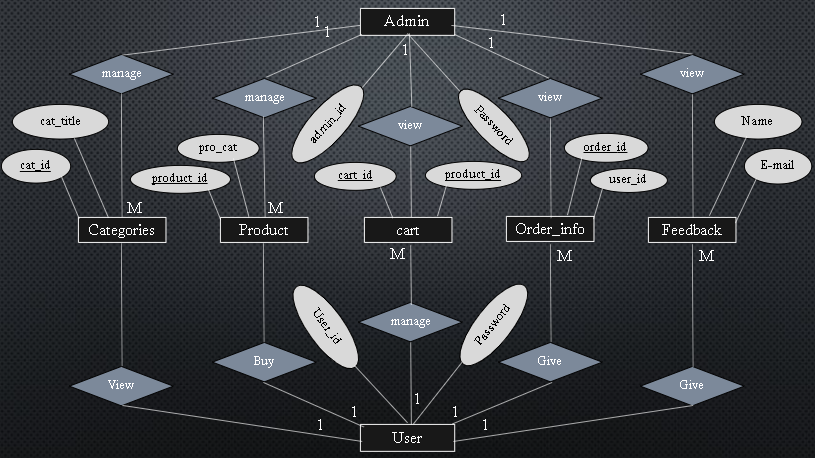 Admin
1
1
1
1
1
manage
manage
view
view
view
admin_id
Password
cat_title
cat_id
pro_cat
product_id
cart_id
product_id
order_id
user_id
Name
E-mail
M
M
Categories
Product
cart
Order_info
Feedback
M
M
M
User_id
Password
manage
View
Buy
Give
Give
1
1
1
1
1
User